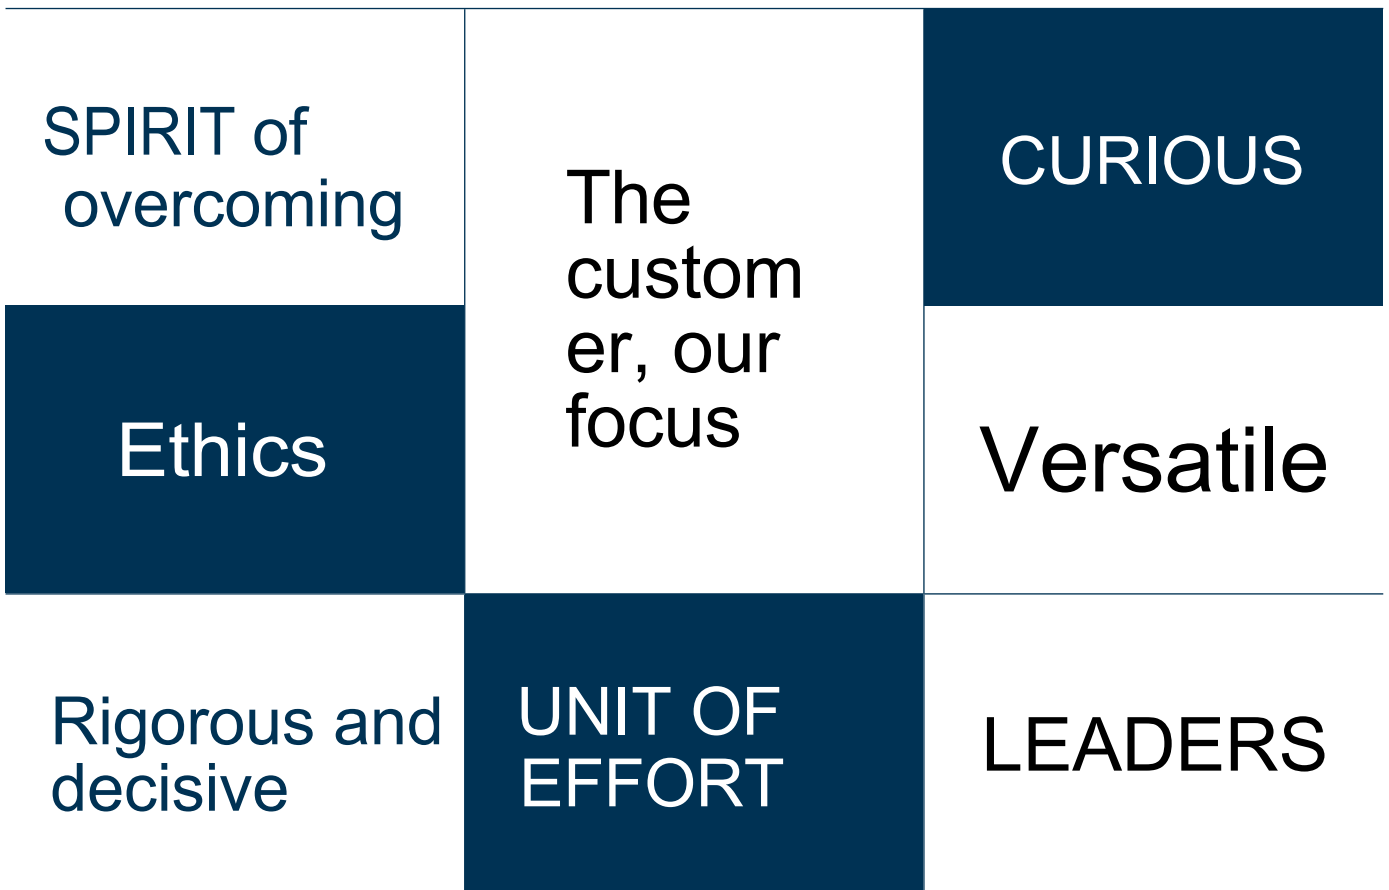 SPIRIT of
overcoming
The
custom
er, our
focus
CURIOUS
Ethics
Versatile
Rigorous and
decisive
UNIT OF
EFFORT
LEADERS